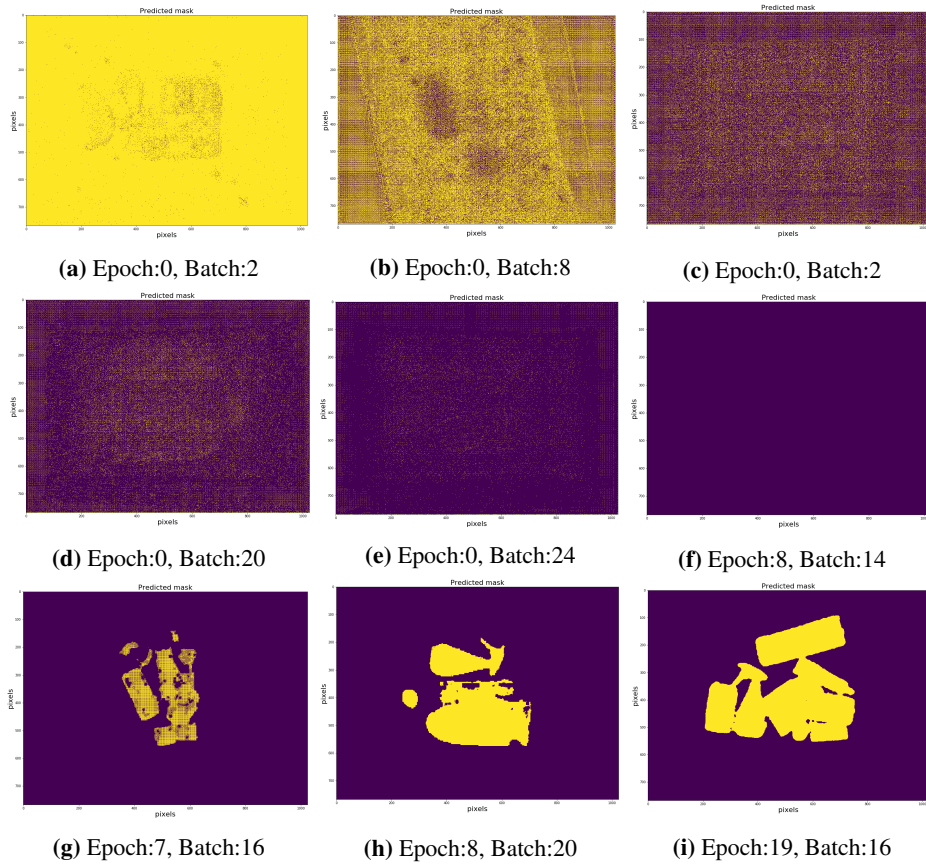 Predicted mask Predicted mask Predicted mask
pixels pixels pixels
pixels pixels pixels
(a) Epoch:0, Batch:2 (b) Epoch:0, Batch:8 (c) Epoch:0, Batch:2
Predicted mask Predicted mask Predicted mask
pixels pixels pixels
pixels pixels pixels
(d) Epoch:0, Batch:20 (e) Epoch:0, Batch:24 (f) Epoch:8, Batch:14
Predicted mask Predicted mask Predicted mask
pixels pixels pixels
pixels pixels pixels
(g) Epoch:7, Batch:16 (h) Epoch:8, Batch:20 (i) Epoch:19, Batch:16